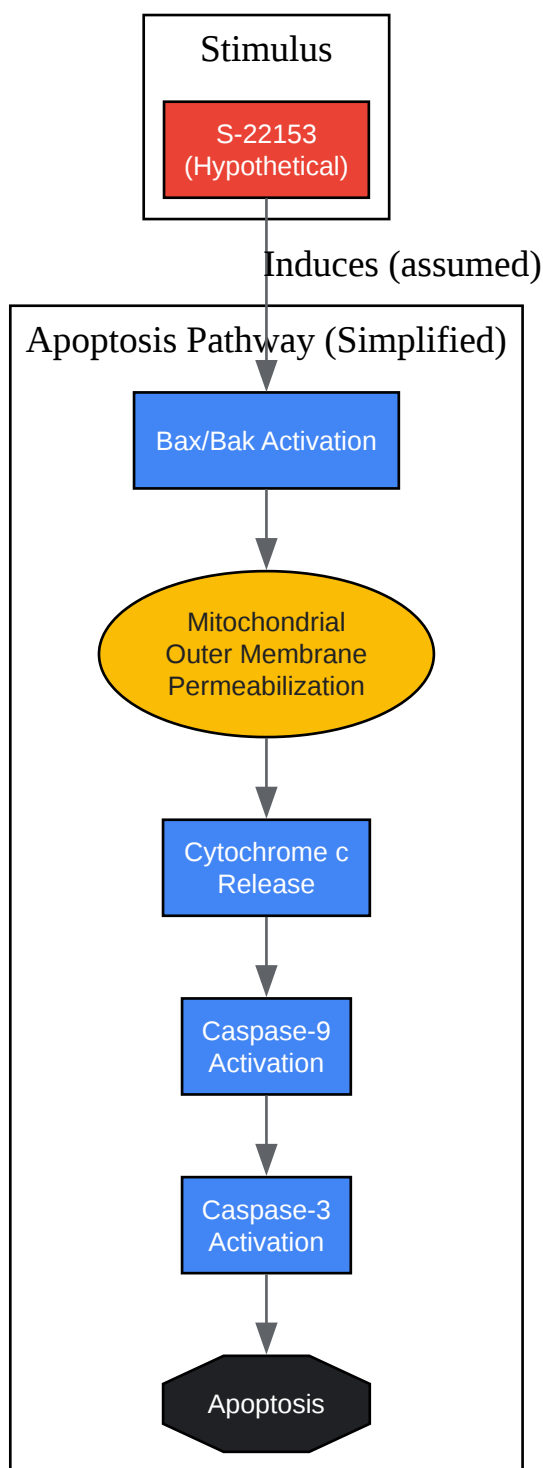 Stimulus
S-22153
(Hypothetical)
Induces (assumed)
Apoptosis Pathway (Simplified)
Bax/Bak Activation
Mitochondrial
Outer Membrane
Permeabilization
Cytochrome c
Release
Caspase-9
Activation
Caspase-3
Activation
Apoptosis